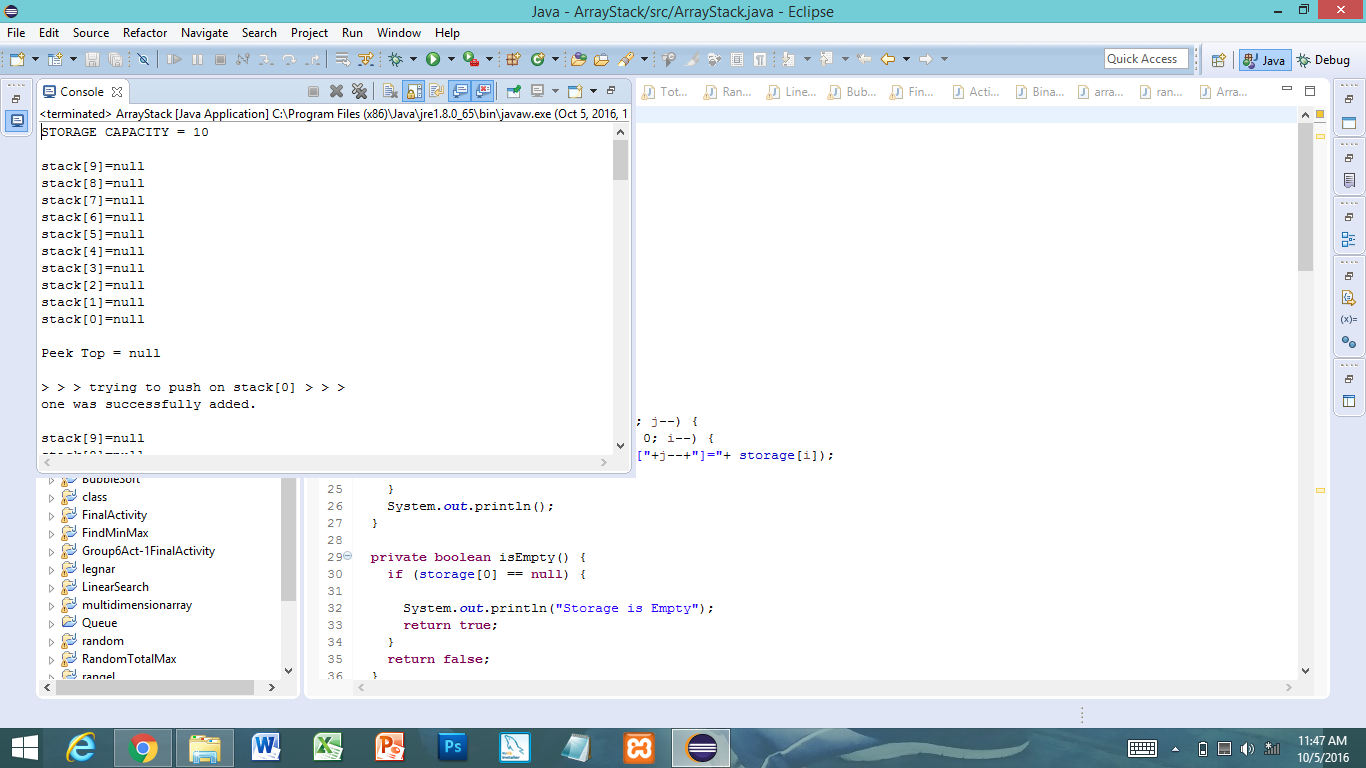 Java - ArrayStack/src/ArrayStack.java - Eclipse
File Edit Source Refactor Navigate Search Project Run Window Help
Quick Access
Java
Debug
Console
Tot... Ran... Line... Bub... Fin... Acti... Bina... arra... ran... Arra...
<terminated> ArrayStack [Java Application] C:\Program Files (x86)\Java\jre1.8.0_65\bin\javaw.exe (Oct 5, 2016, 1
STORAGE CAPACITY = 10
stack[9]=null
stack[8]=null
stack[7]=null
stack[6]=null
stack[5]=null
stack[4]=null
stack[3]=null
stack[2]=null
stack[1]=null
stack[0]=null
Peek Top = null
> > > trying to push on stack[0] > > >
one was successfully added.
stack[9]=null
; j--) {
0; i--) {
["+j--+"]="+ storage[i]);
BubbleSort
class
FinalActivity
FindMinMax
Group6Act-1FinalActivity
legnar
LinearSearch
multidimensionarray
Queue
random
RandomTotalMax
rangel
25 }
26 System.out.println();
27 }
28
29 private boolean isEmpty() {
30 if (storage[0] == null) {
31
32 System.out.println("Storage is Empty");
33 return true;
34 }
35 return false;
36 }
(x)=
W
X
P
Ps
11:47 AM
10/5/2016